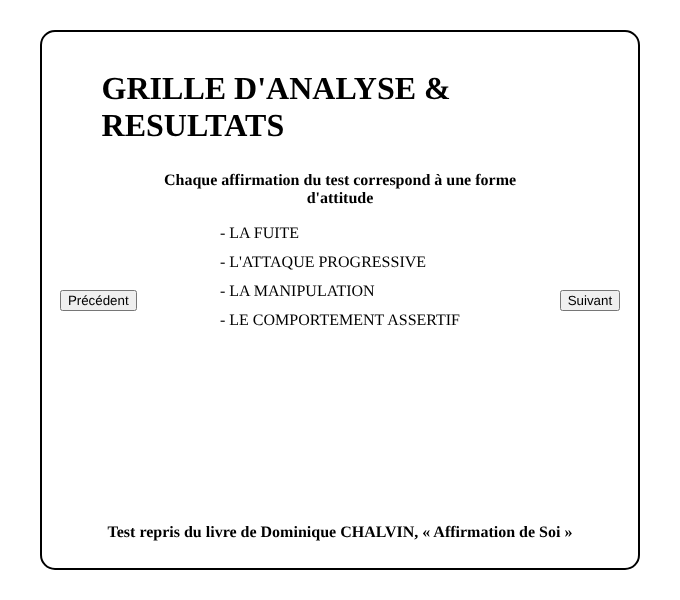 GRILLE D'ANALYSE &
RESULTATS
Chaque affirmation du test correspond à une forme
d'attitude
- LA FUITE
- L'ATTAQUE PROGRESSIVE
- LA MANIPULATION
Précédent
Suivant
- LE COMPORTEMENT ASSERTIF
Test repris du livre de Dominique CHALVIN, « Affirmation de Soi »